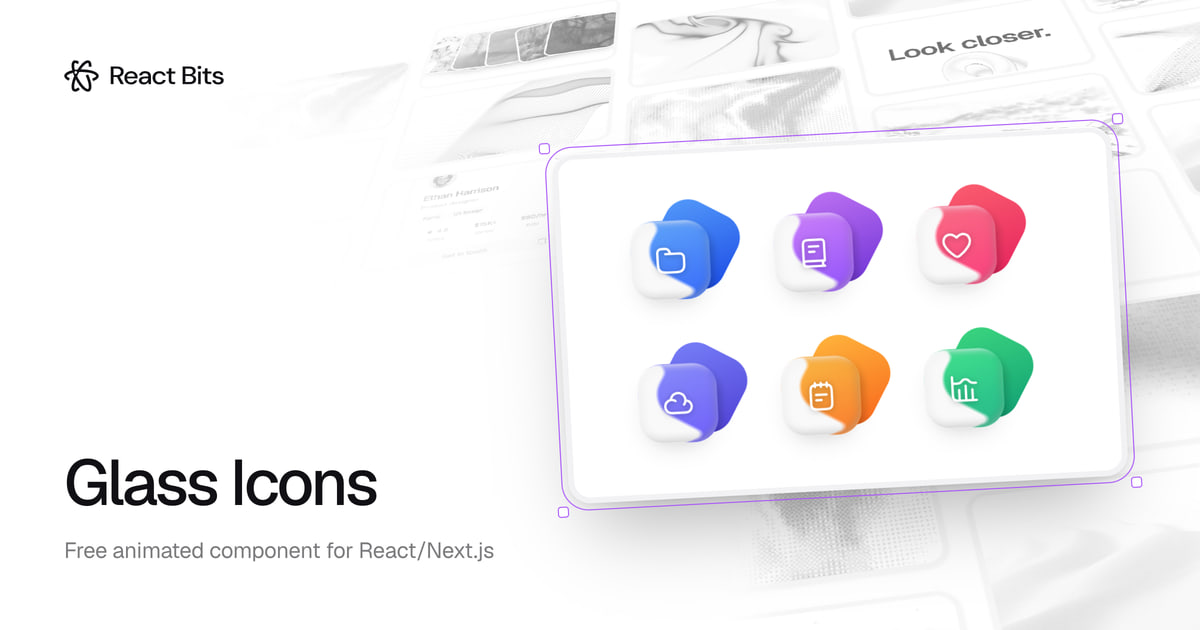 React Bits
Look closer.
Ethan Harrison
Glass Icons
Free animated component for React/Next.js